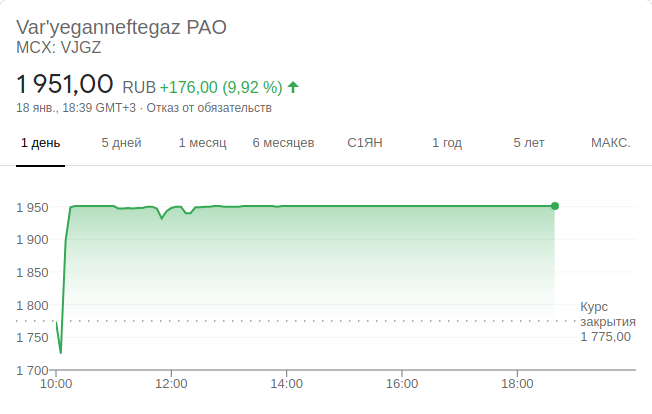 Var'yeganneftegaz PAO
MCX: VJGZ
1 951,00 RUB +176,00 (9,92 %)
18 янв., 18:39 GMT+3 · Отказ от обязательств
1 день 5 дней 1 месяц 6 месяцев С1ЯН 1 год 5 лет МАКС.
1 950
1 900
1 850
1 800
1 750
1 700
Курс
закрытия
1 775,00
10:00 12:00 14:00 16:00 18:00